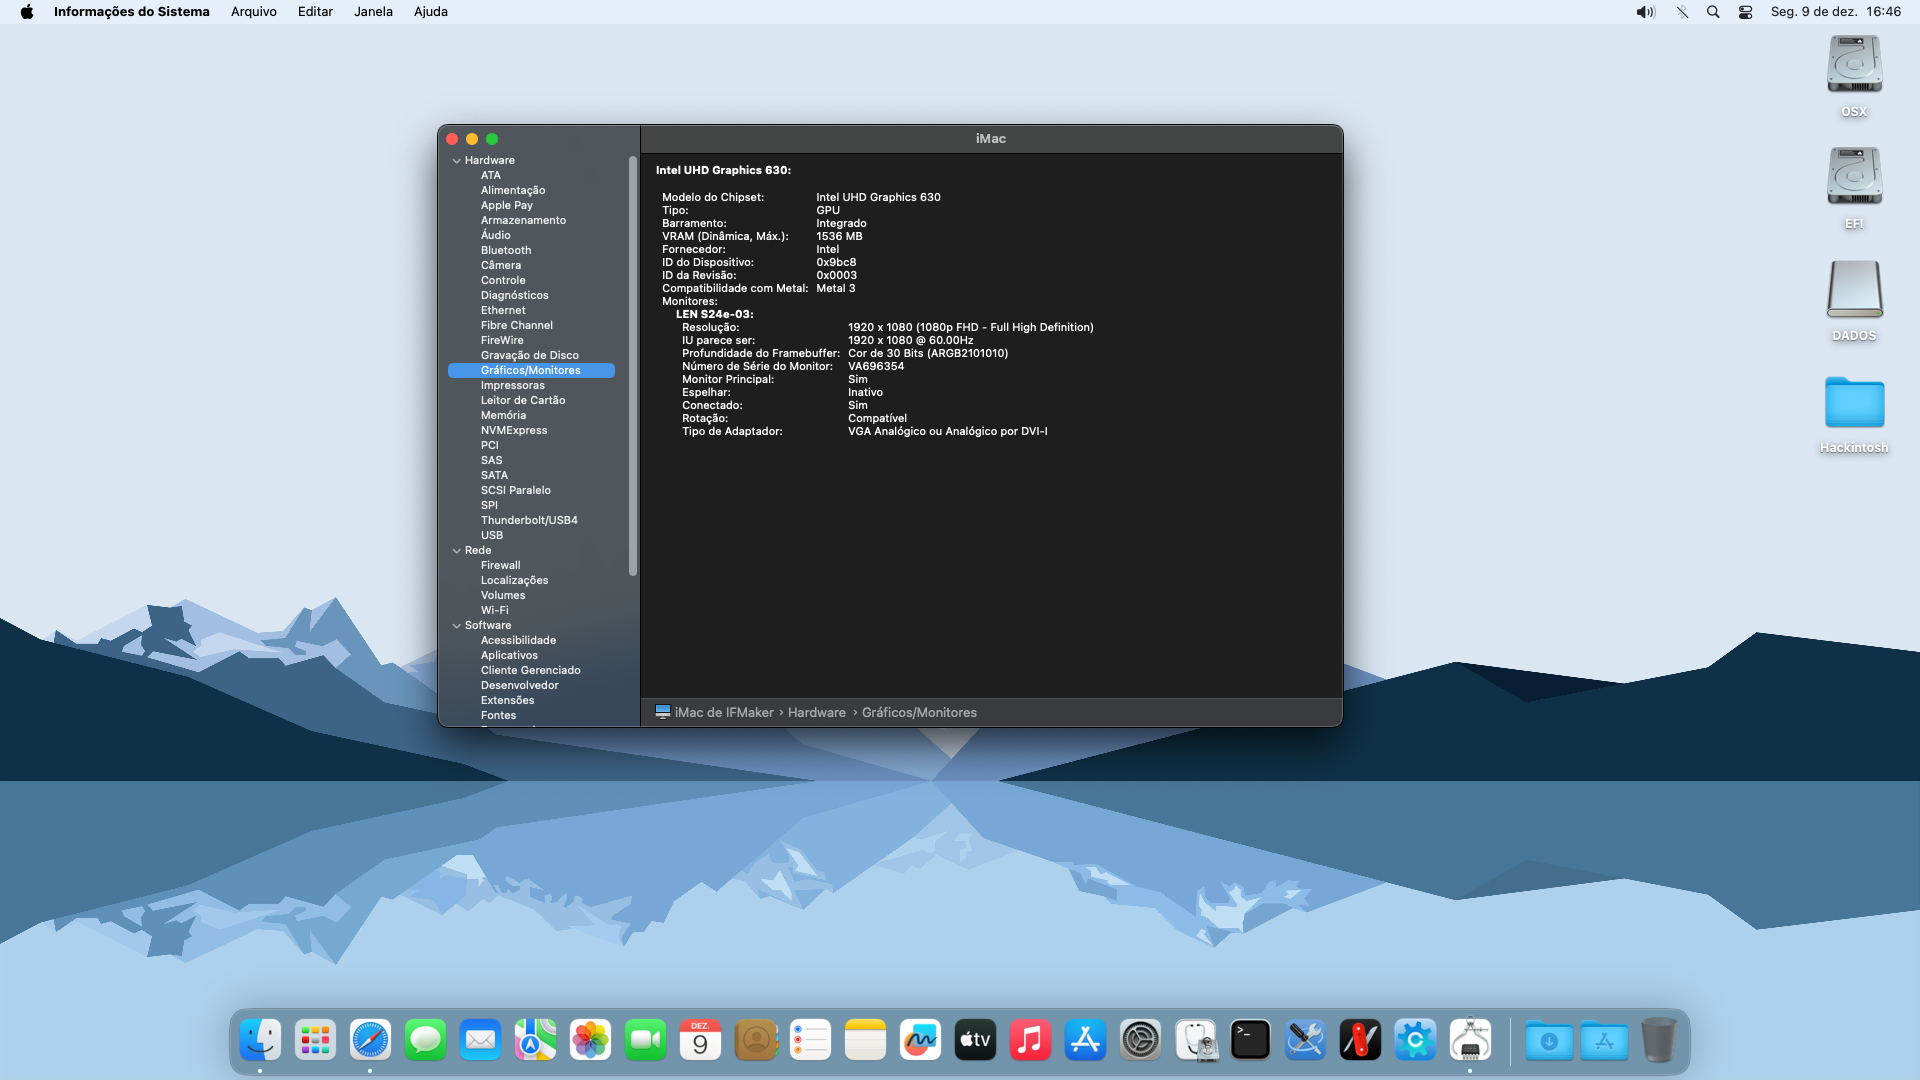 Informações do Sistema Arquivo Editar Janela Ajuda Seg. 9 de dez. 16:46
OSX
EFI
DADOS
Hackintosh
iMac
Hardware
ATA
Alimentação
Apple Pay
Armazenamento
Áudio
Bluetooth
Câmera
Controle
Diagnósticos
Ethernet
Fibre Channel
FireWire
Gravação de Disco
Gráficos/Monitores
Impressoras
Leitor de Cartão
Memória
NVMExpress
PCI
SAS
SATA
SCSI Paralelo
SPI
Thunderbolt/USB4
USB
Rede
Firewall
Localizações
Volumes
Wi-Fi
Software
Acessibilidade
Aplicativos
Cliente Gerenciado
Desenvolvedor
Extensões
Fontes
Intel UHD Graphics 630:
Modelo do Chipset: Intel UHD Graphics 630
Tipo: GPU
Barramento: Integrado
VRAM (Dinâmica, Máx.): 1536 MB
Fornecedor: Intel
ID do Dispositivo: 0x9bc8
ID da Revisão: 0x0003
Compatibilidade com Metal: Metal 3
Monitores:
LEN S24e-03:
Resolução: 1920 x 1080 (1080p FHD - Full High Definition)
IU parece ser: 1920 x 1080 @ 60.00Hz
Profundidade do Framebuffer: Cor de 30 Bits (ARGB2101010)
Número de Série do Monitor: VA696354
Monitor Principal: Sim
Espelhar: Inativo
Conectado: Sim
Rotação: Compatível
Tipo de Adaptador: VGA Analógico ou Analógico por DVI-I
iMac de IFMaker › Hardware › Gráficos/Monitores
DEZ.
9
tv
>_